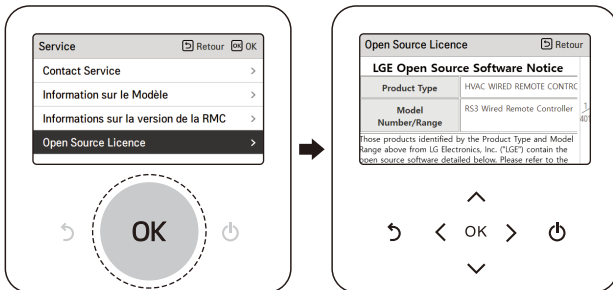 Service
Retour OK OK
Contact Service
Information sur le Modèle
Informations sur la version de la RMC
Open Source Licence
OK
Open Source Licence
Retour
LGE Open Source Software Notice
Product Type
HVAC WIRED REMOTE CONTRC
Model
Number/Range
RS3 Wired Remote Controller
1
401
Those products identified by the Product Type and Model
Range above from LG Electronics, Inc. ("LGE") contain the
open source software detailed below. Please refer to the
OK